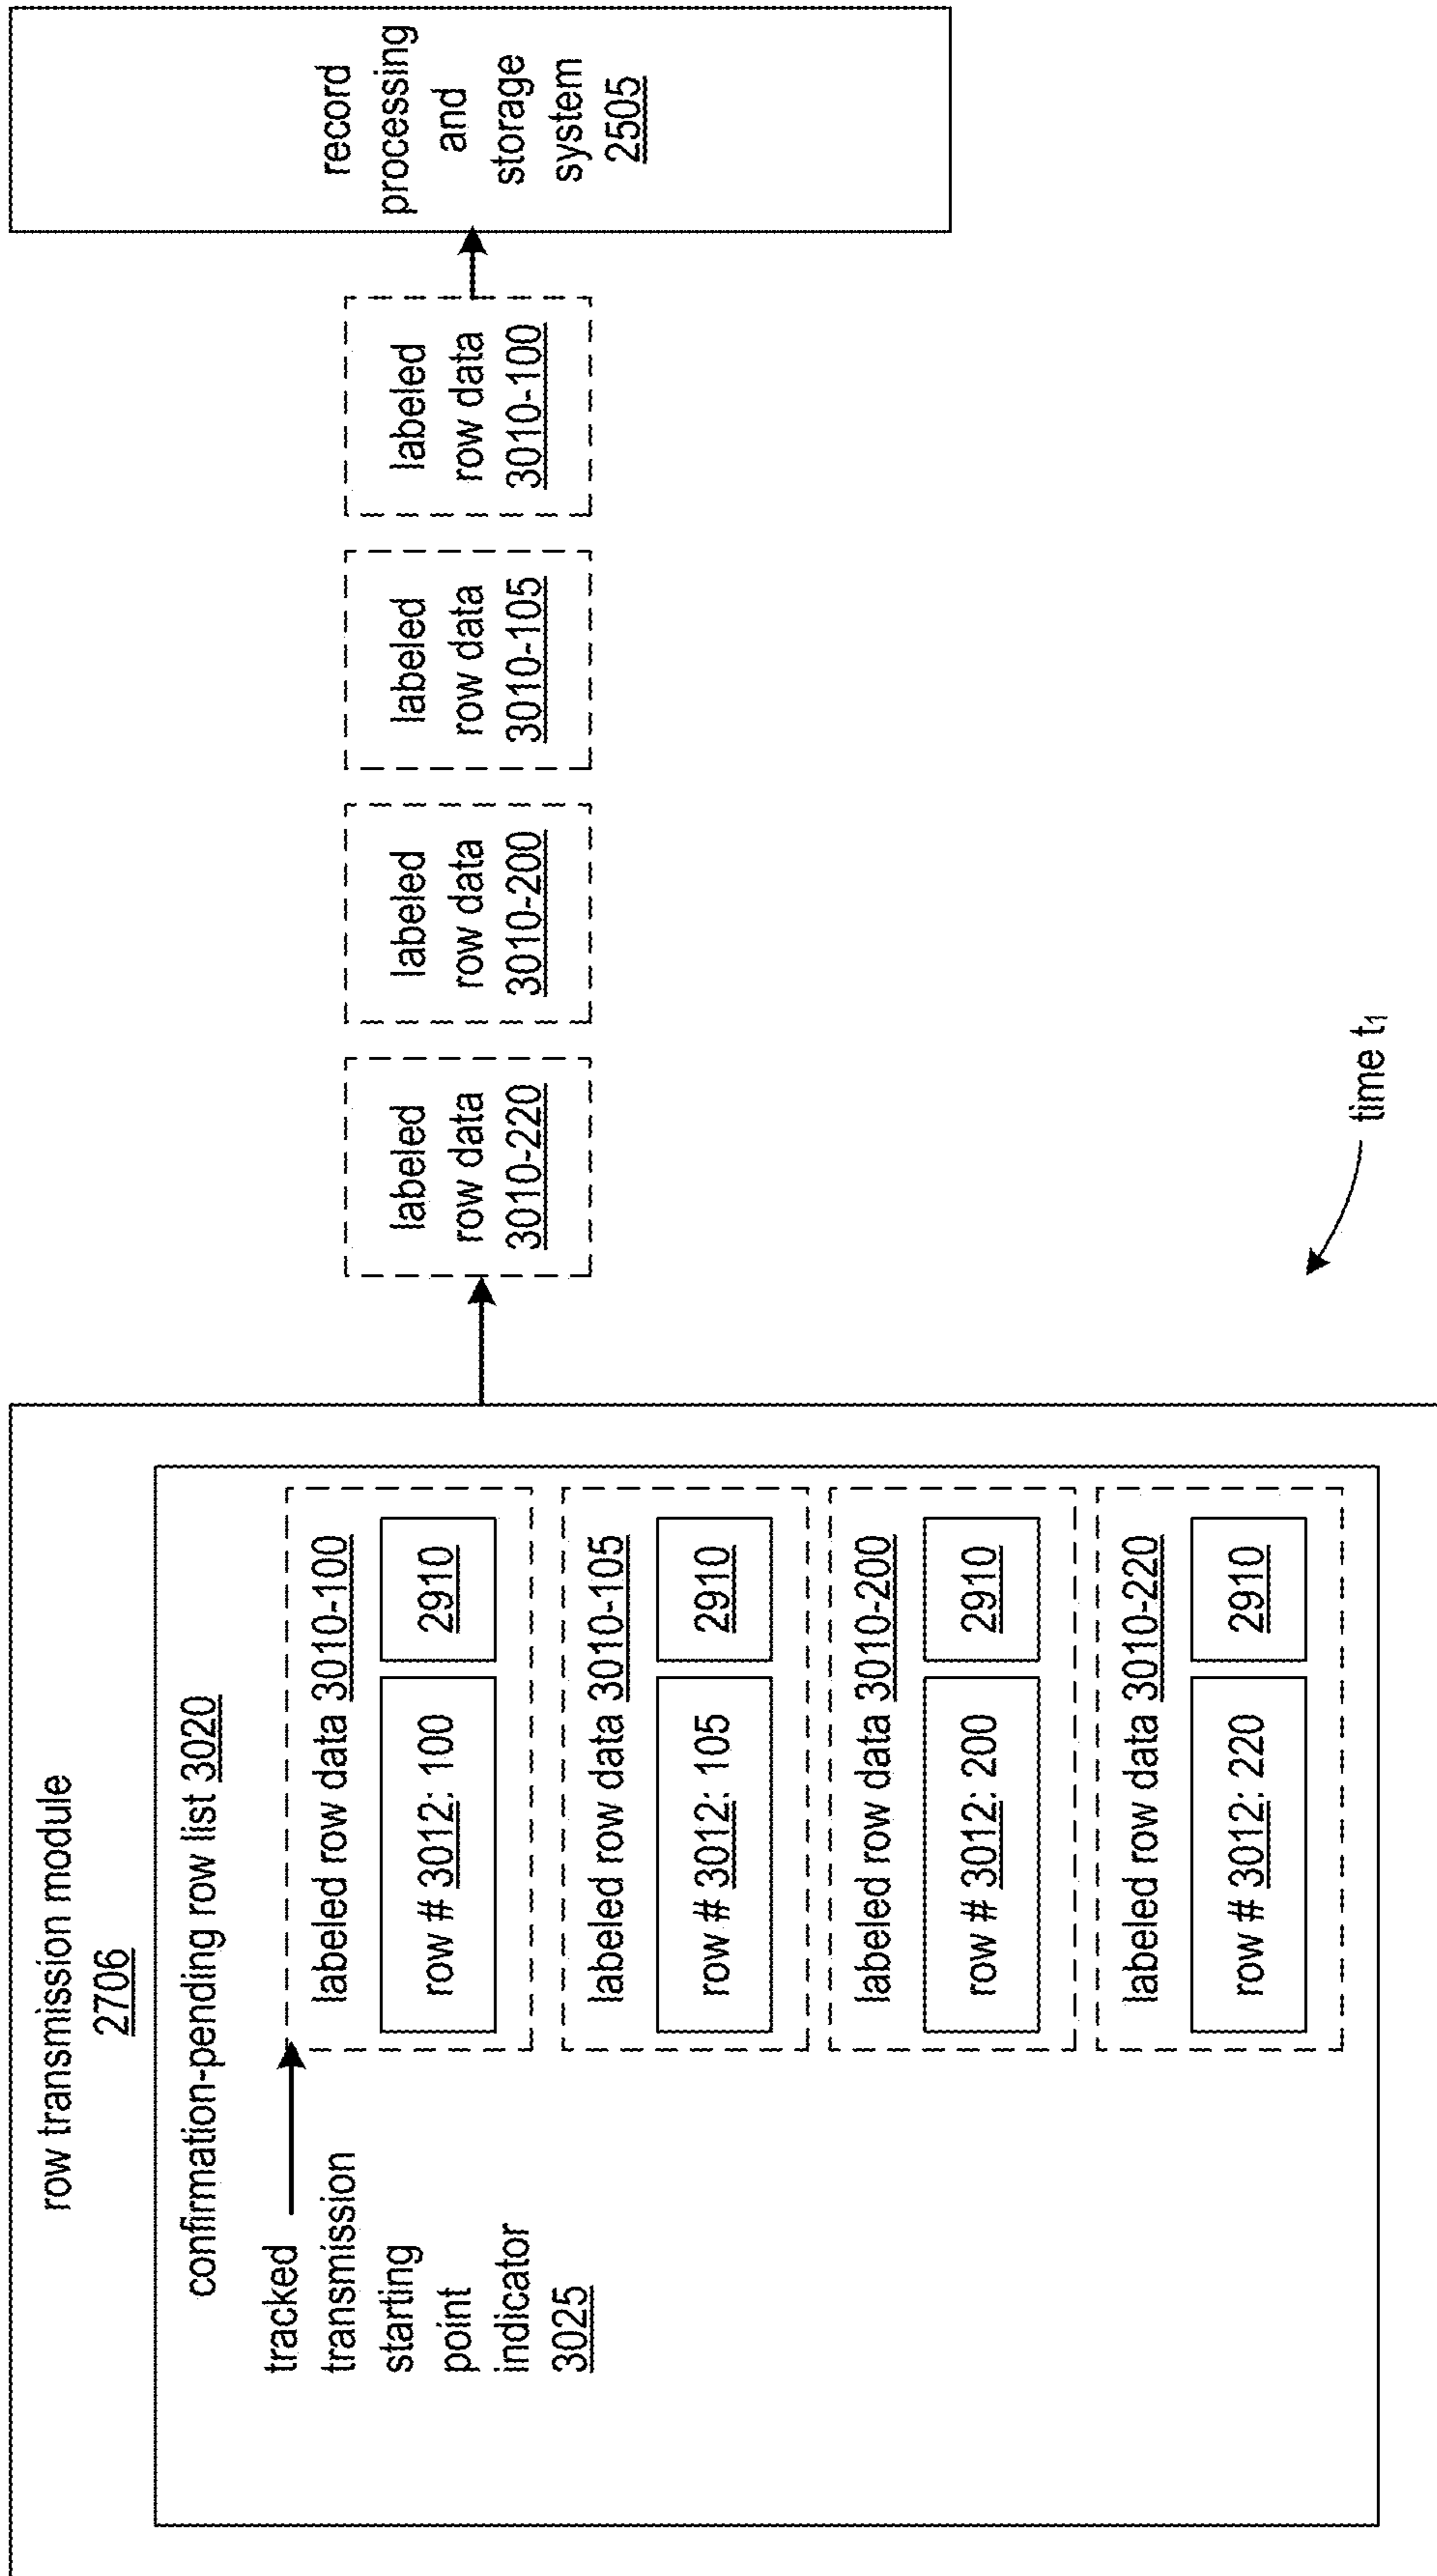 row transmission module
2706
confirmation-pending row list 3020
tracked
transmission
starting
point
indicator
3025
labeled row data 3010-100
row # 3012: 100
2910
labeled row data 3010-105
row # 3012: 105
2910
labeled row data 3010-200
row # 3012: 200
2910
labeled row data 3010-220
row # 3012: 220
2910
labeled
row data
3010-220
labeled
row data
3010-200
labeled
row data
3010-105
labeled
row data
3010-100
record
processing
and
storage
system
2505
time t₁